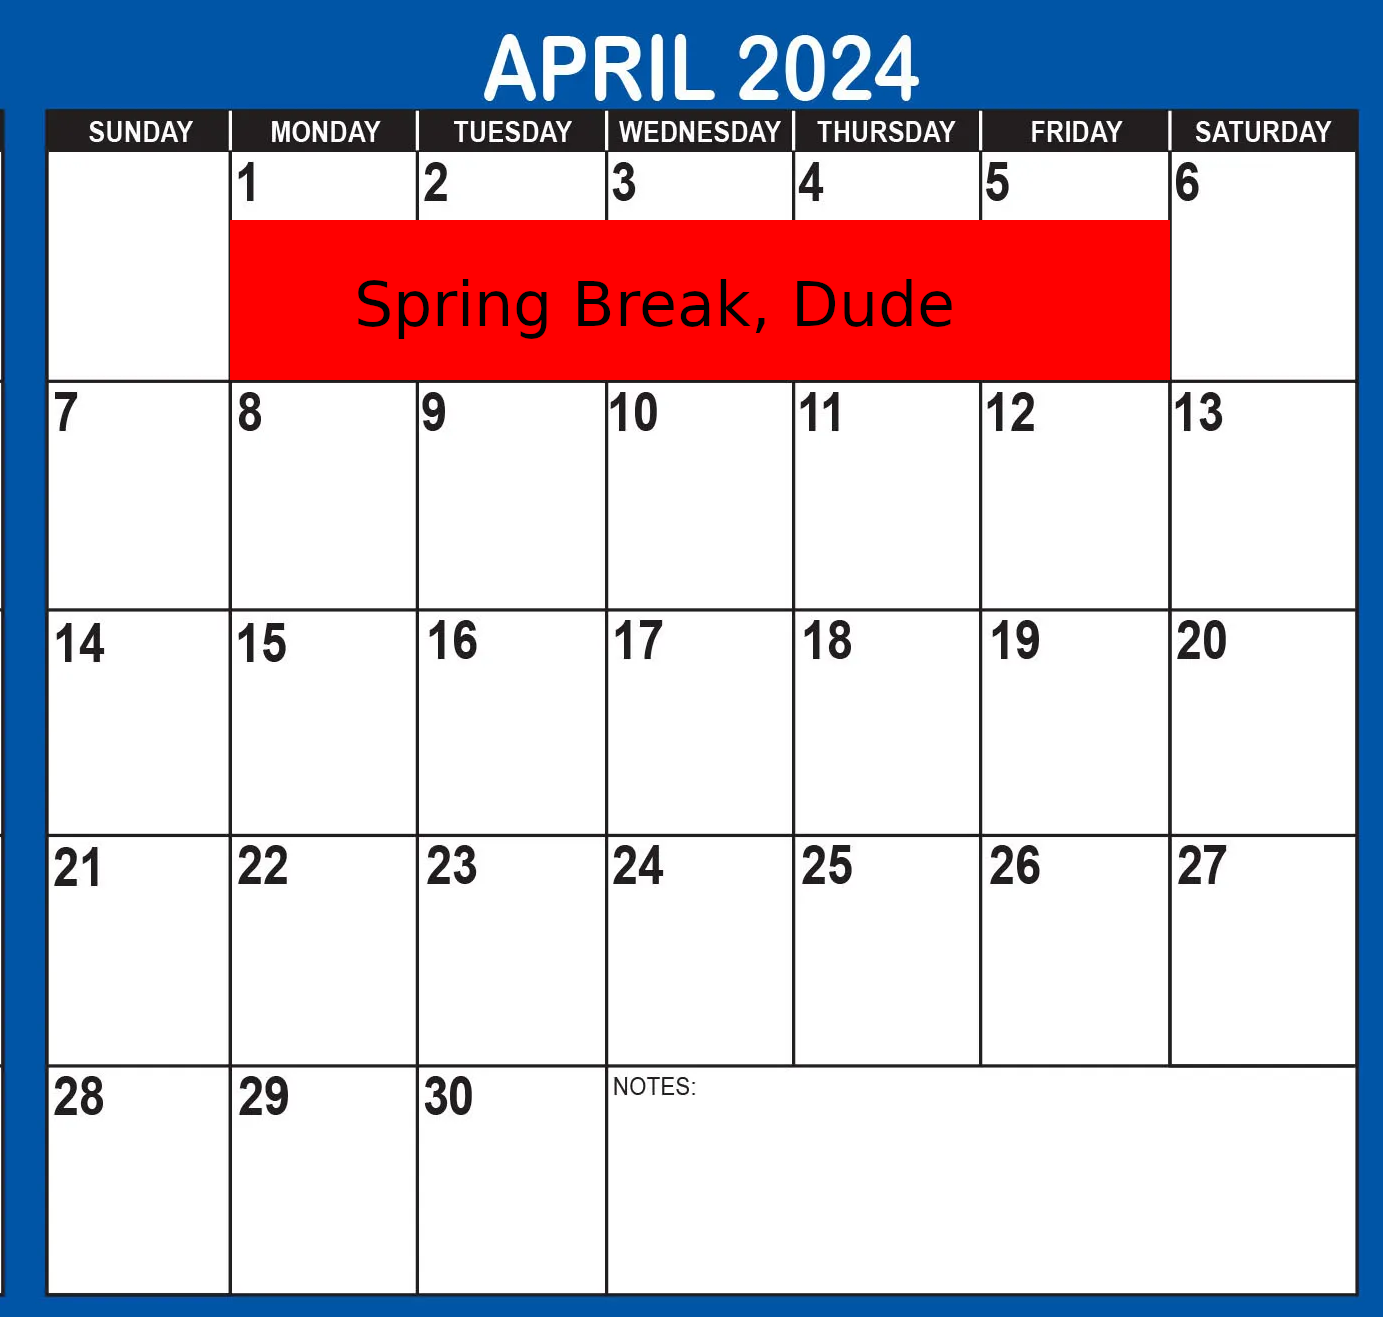 APRIL 2024
SUNDAY MONDAY TUESDAY WEDNESDAY THURSDAY FRIDAY SATURDAY
1 2 3 4 5 6
Spring Break, Dude
7 8 9 10 11 12 13
14 15 16 17 18 19 20
21 22 23 24 25 26 27
28 29 30 NOTES: